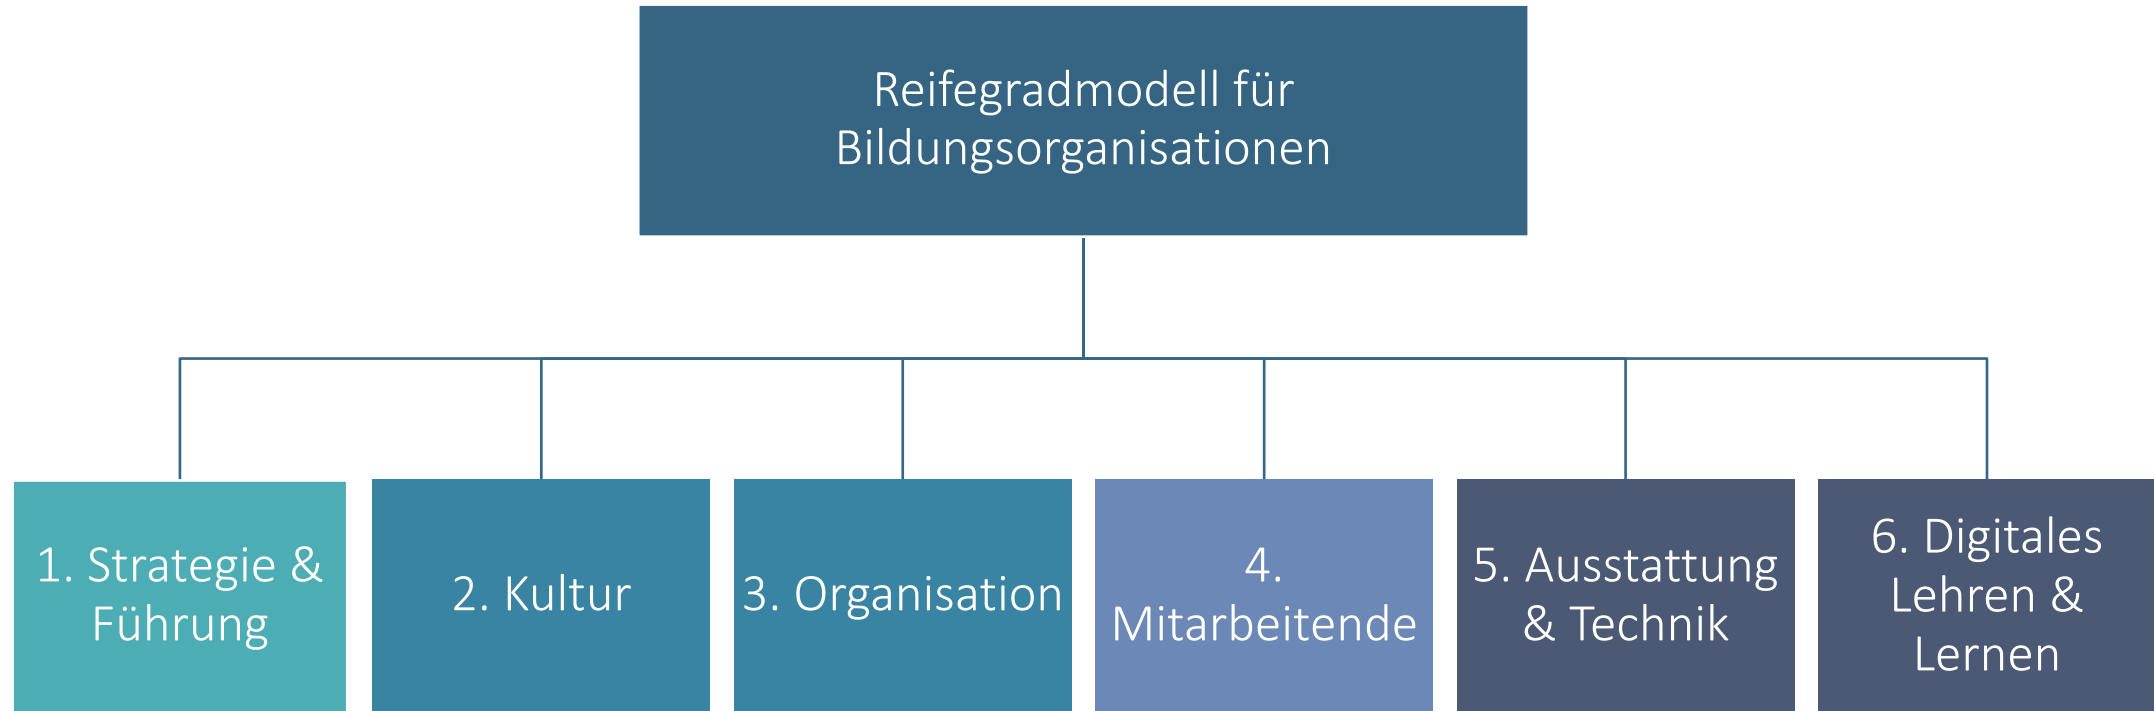 Reifegradmodell für
Bildungsorganisationen
1. Strategie &
Führung
2. Kultur
3. Organisation
4.
Mitarbeitende
5. Ausstattung
& Technik
6. Digitales
Lehren &
Lernen